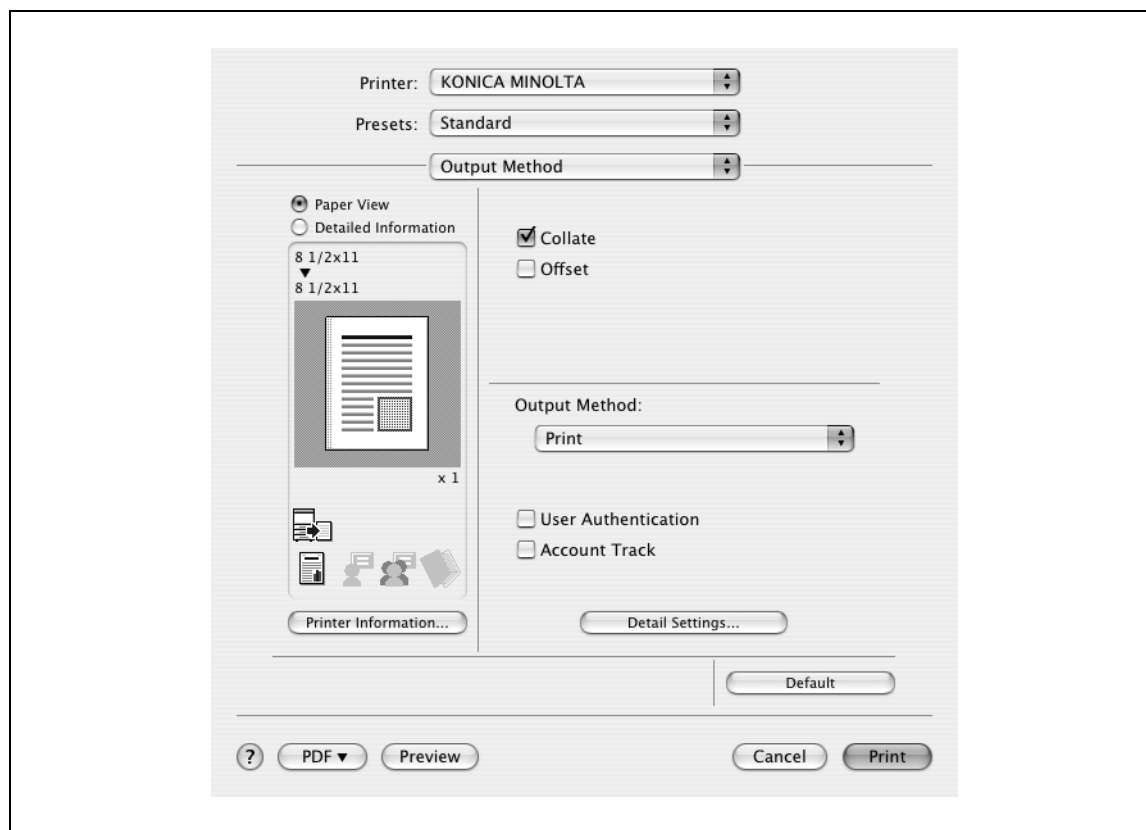 Printer: KONICA MINOLTA
Presets: Standard
Output Method
Paper View
Detailed Information
8 1/2x11
▼
8 1/2x11
x 1
Printer Information...
Collate
Offset
Output Method:
Print
User Authentication
Account Track
Detail Settings...
Default
? PDF ▼ Preview Cancel Print